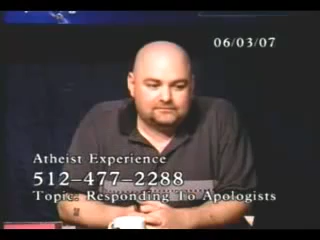 06/03/07
Atheist Experience
512-477-2288
Topic: Responding To Apologists